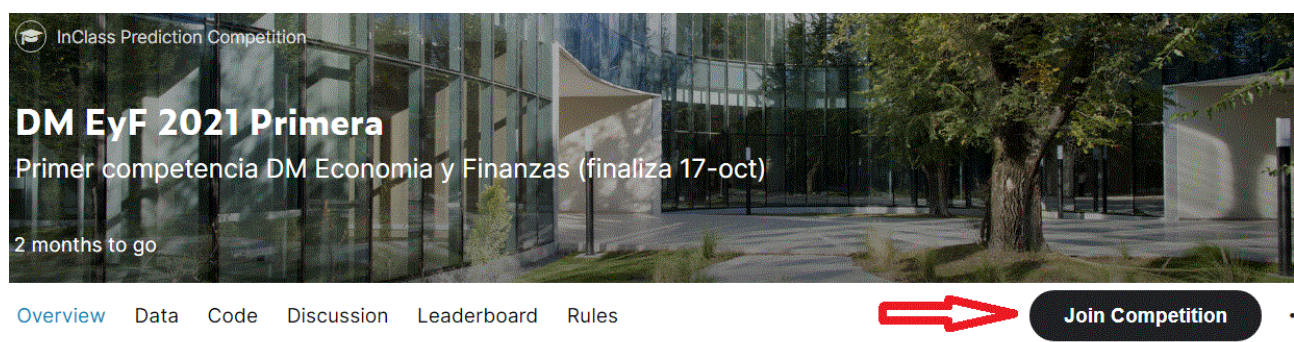 InClass Prediction Competition
DM EyF 2021 Primera
Primer competencia DM Economia y Finanzas (finaliza 17-oct)
2 months to go
Overview Data Code Discussion Leaderboard Rules Join Competition